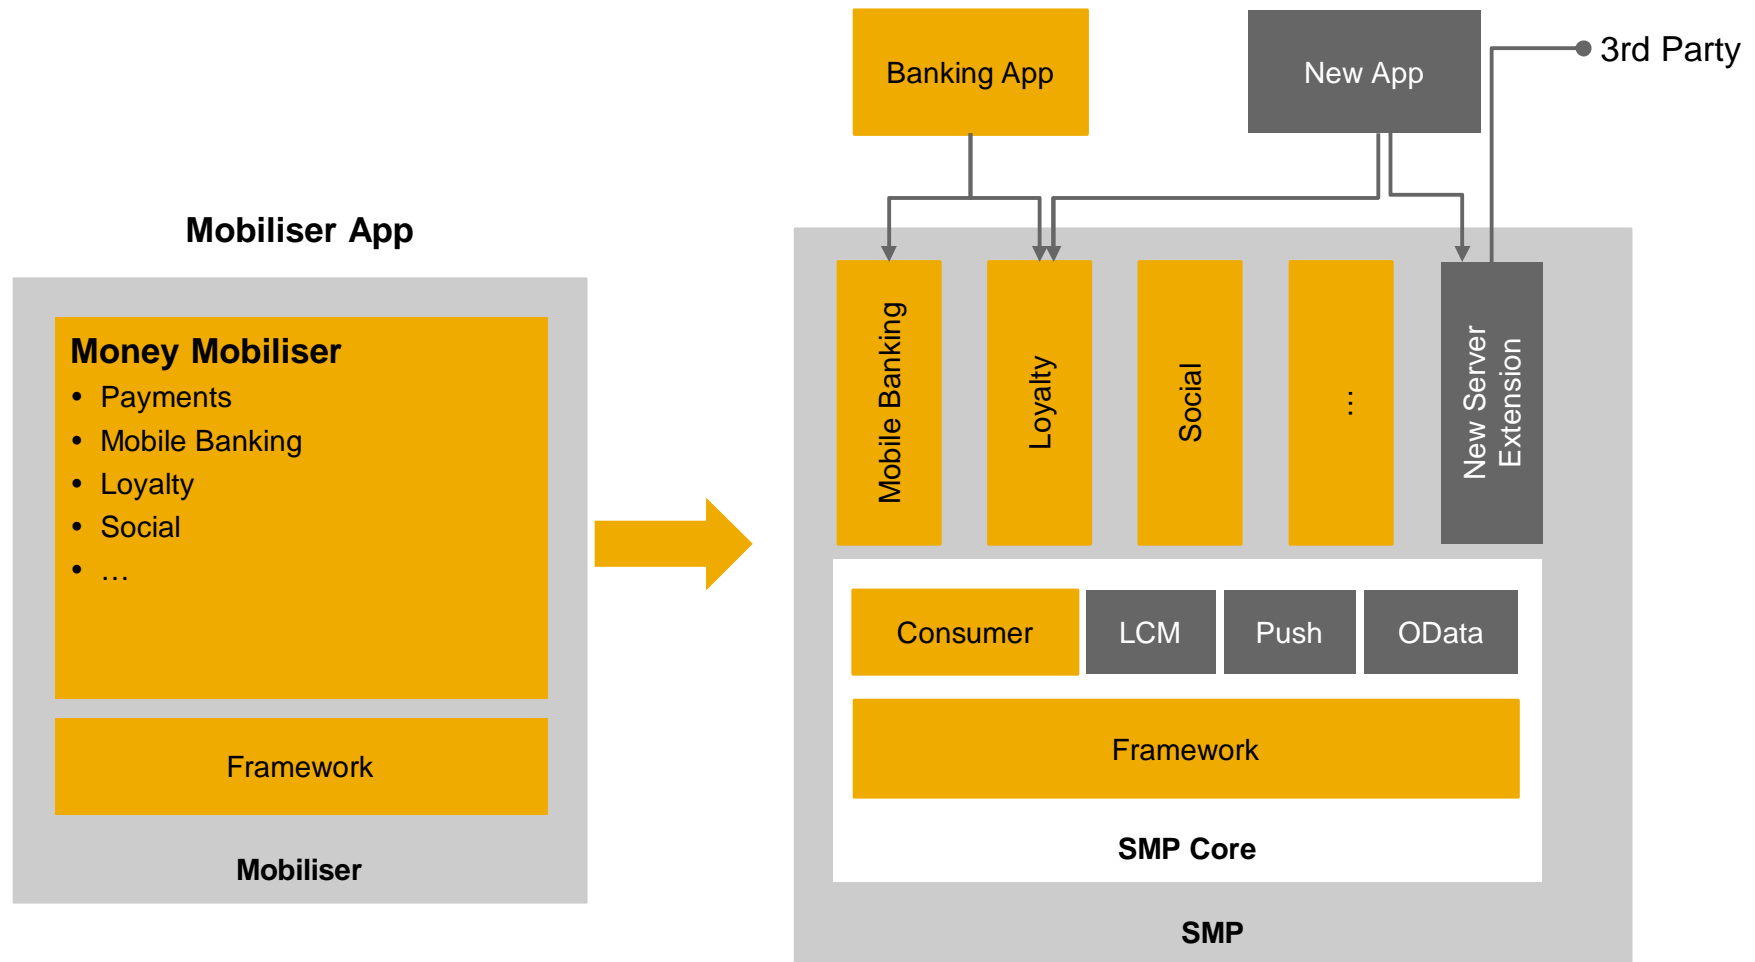 Mobiliser App
Money Mobiliser
• Payments
• Mobile Banking
• Loyalty
• Social
• …
Framework
Mobiliser
Banking App
New App
3rd Party
Mobile Banking
Loyalty
Social
…
New Server
Extension
Consumer
LCM
Push
OData
Framework
SMP Core
SMP